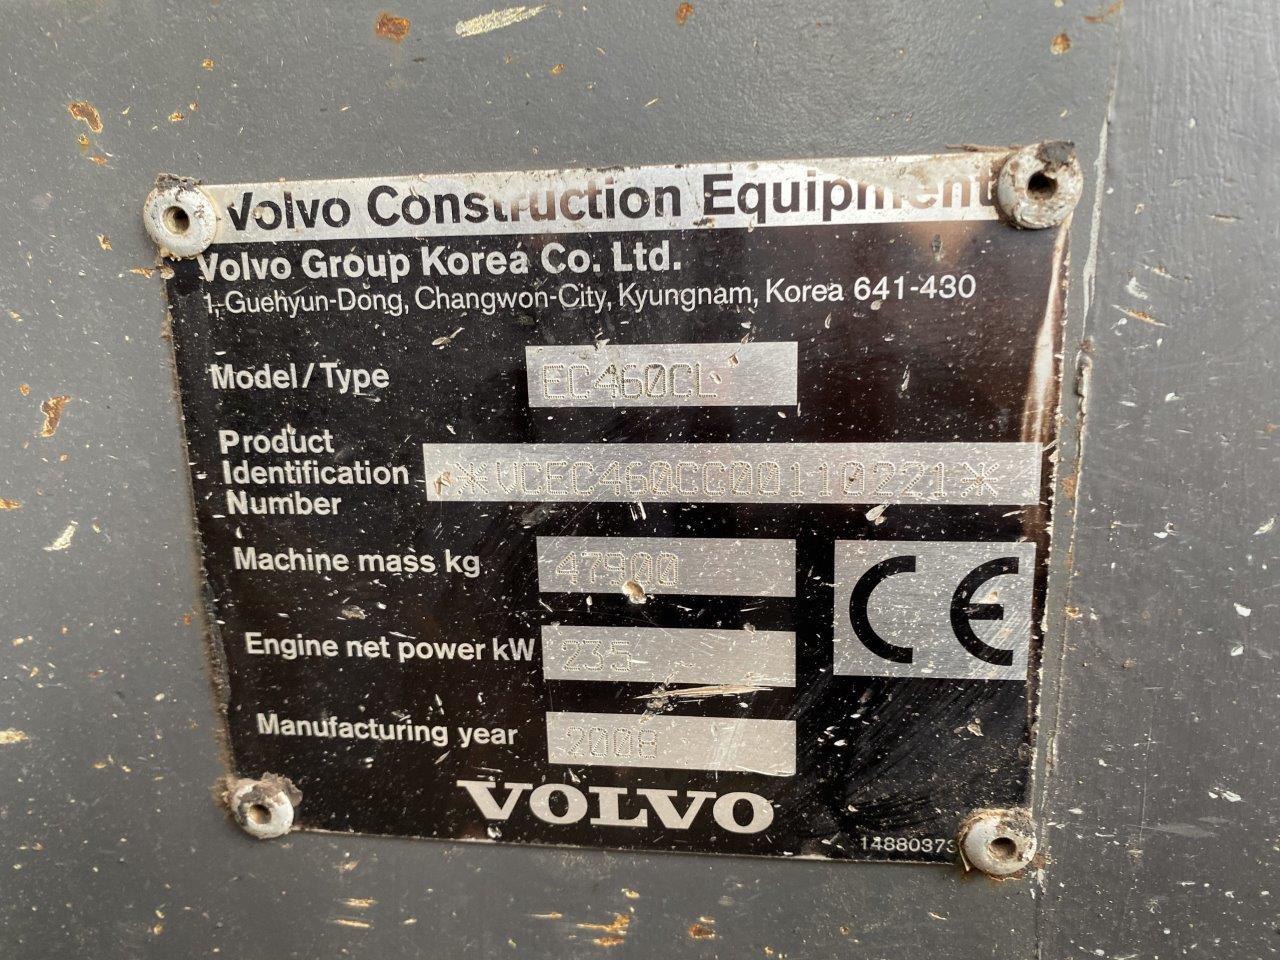 Volvo Construction Equipment
Volvo Group Korea Co. Ltd.
1, Guehyun-Dong, Changwon-City, Kyungnam, Korea 641-430
Model/Type EC460CL
Product
Identification
Number *VCEC460CC00110221*
Machine mass kg 47900
CE
Engine net power kW 235
Manufacturing year 2008
VOLVO